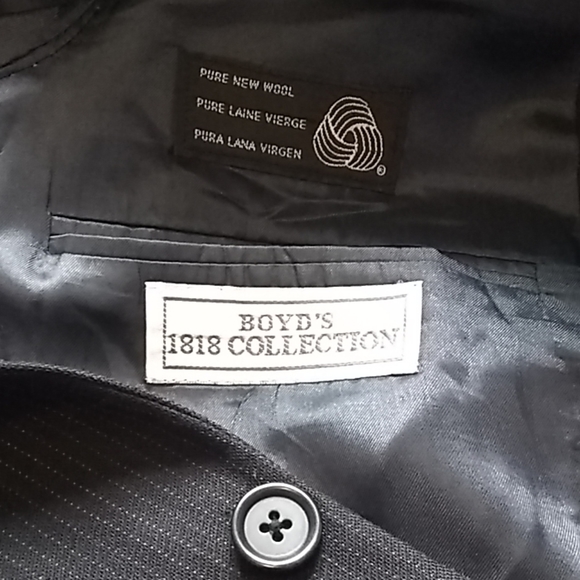 PURE NEW WOOL
PURE LAINE VIERGE
PURA LANA VIRGEN
®
BOYD'S
1818 COLLECTION